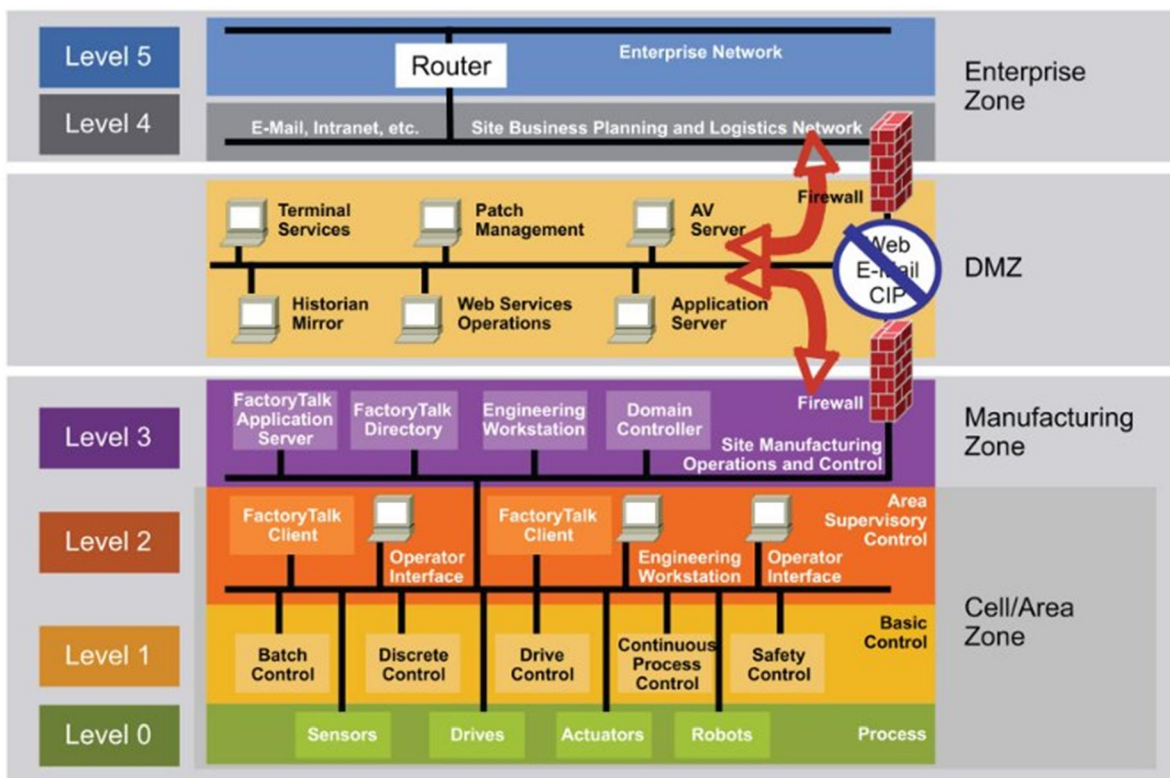 Level 5
Enterprise Network
Router
Enterprise
Zone
Level 4
E-Mail, Intranet, etc.
Site Business Planning and Logistics Network
Firewall
Terminal
Services
Patch
Management
AV
Server
Web
E-Mail
CIP
DMZ
Historian
Mirror
Web Services
Operations
Application
Server
Level 3
FactoryTalk
Application
Server
FactoryTalk
Directory
Engineering
Workstation
Domain
Controller
Firewall
Site Manufacturing
Operations and Control
Manufacturing
Zone
Level 2
FactoryTalk
Client
Operator
Interface
FactoryTalk
Client
Engineering
Workstation
Operator
Interface
Area
Supervisory
Control
Cell/Area
Zone
Level 1
Batch
Control
Discrete
Control
Drive
Control
Continuous
Process
Control
Safety
Control
Basic
Control
Level 0
Sensors
Drives
Actuators
Robots
Process